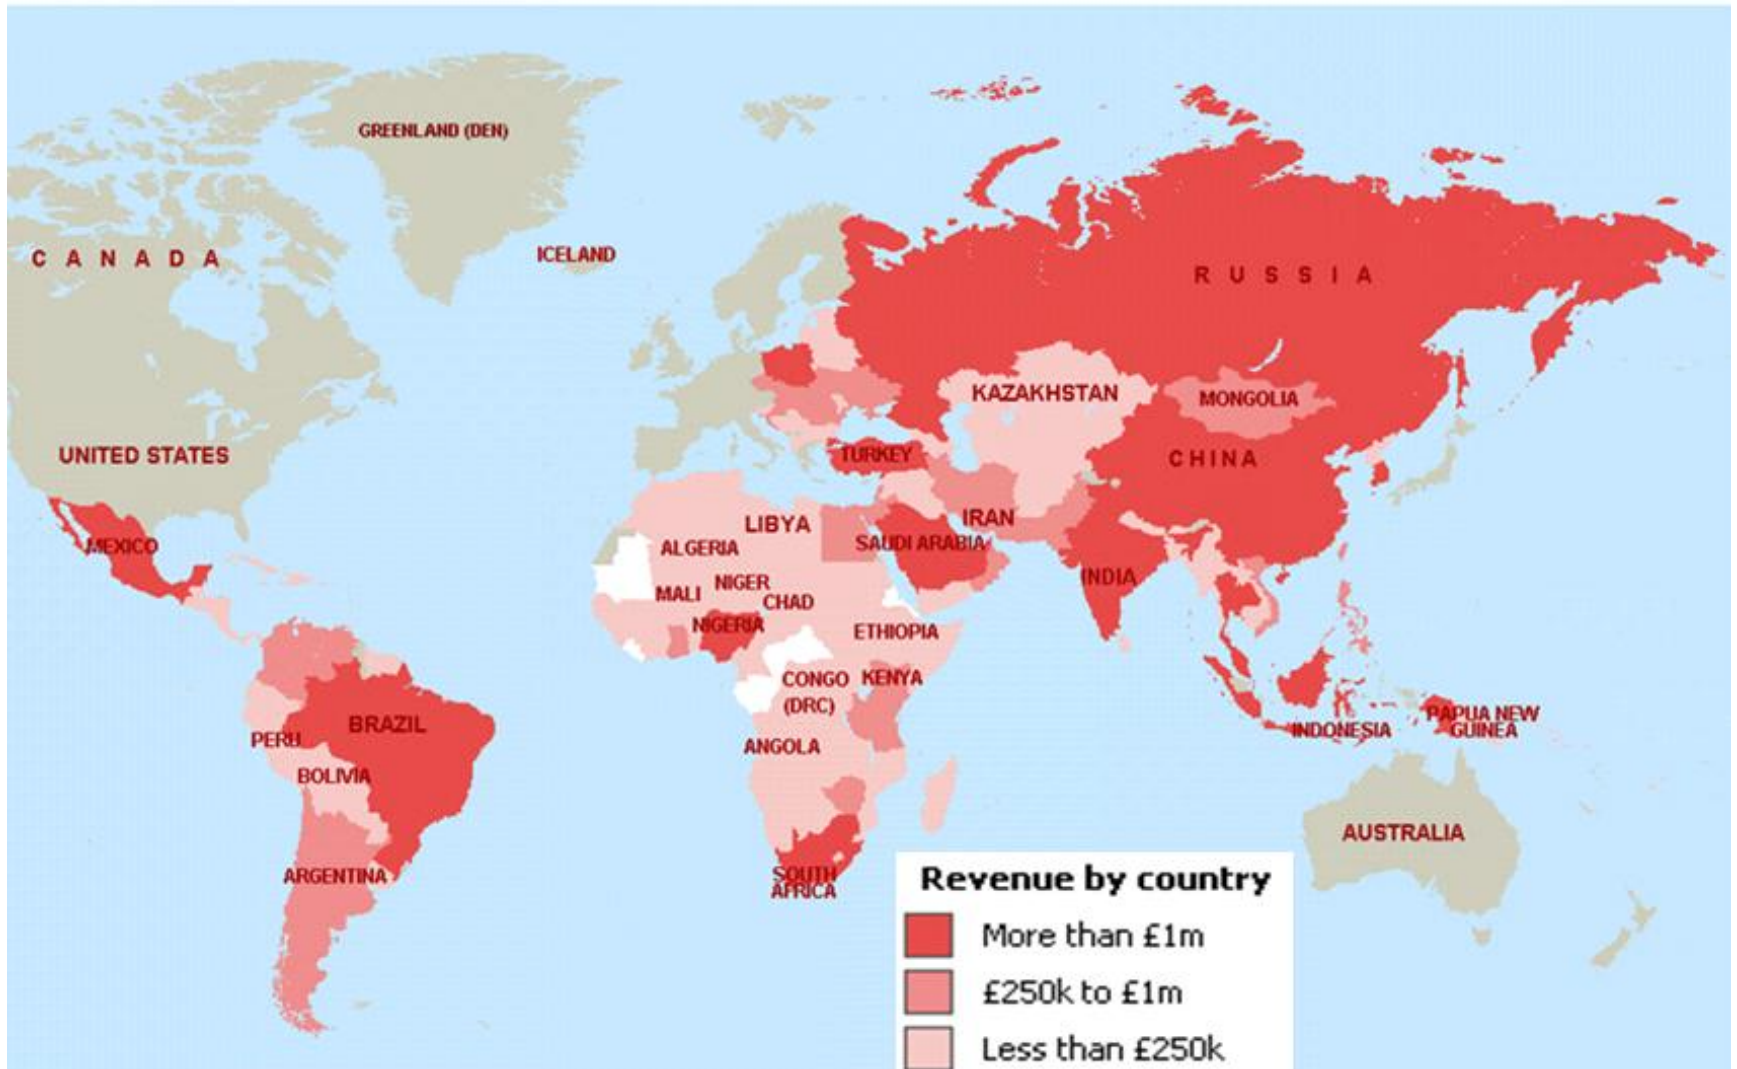 GREENLAND (DEN)
ICELAND
CANADA
RUSSIA
UNITED STATES
KAZAKHSTAN
MONGOLIA
TURKEY
CHINA
MEXICO
LIBYA
IRAN
ALGERIA
SAUDI ARABIA
INDIA
MALI
NIGER
CHAD
NIGERIA
ETHIOPIA
CONGO
(DRC)
KENYA
BRAZIL
PERU
ANGOLA
INDONESIA
PAPUA NEW
GUINEA
BOLIVIA
AUSTRALIA
ARGENTINA
SOUTH
AFRICA
Revenue by country
More than £1m
£250k to £1m
Less than £250k